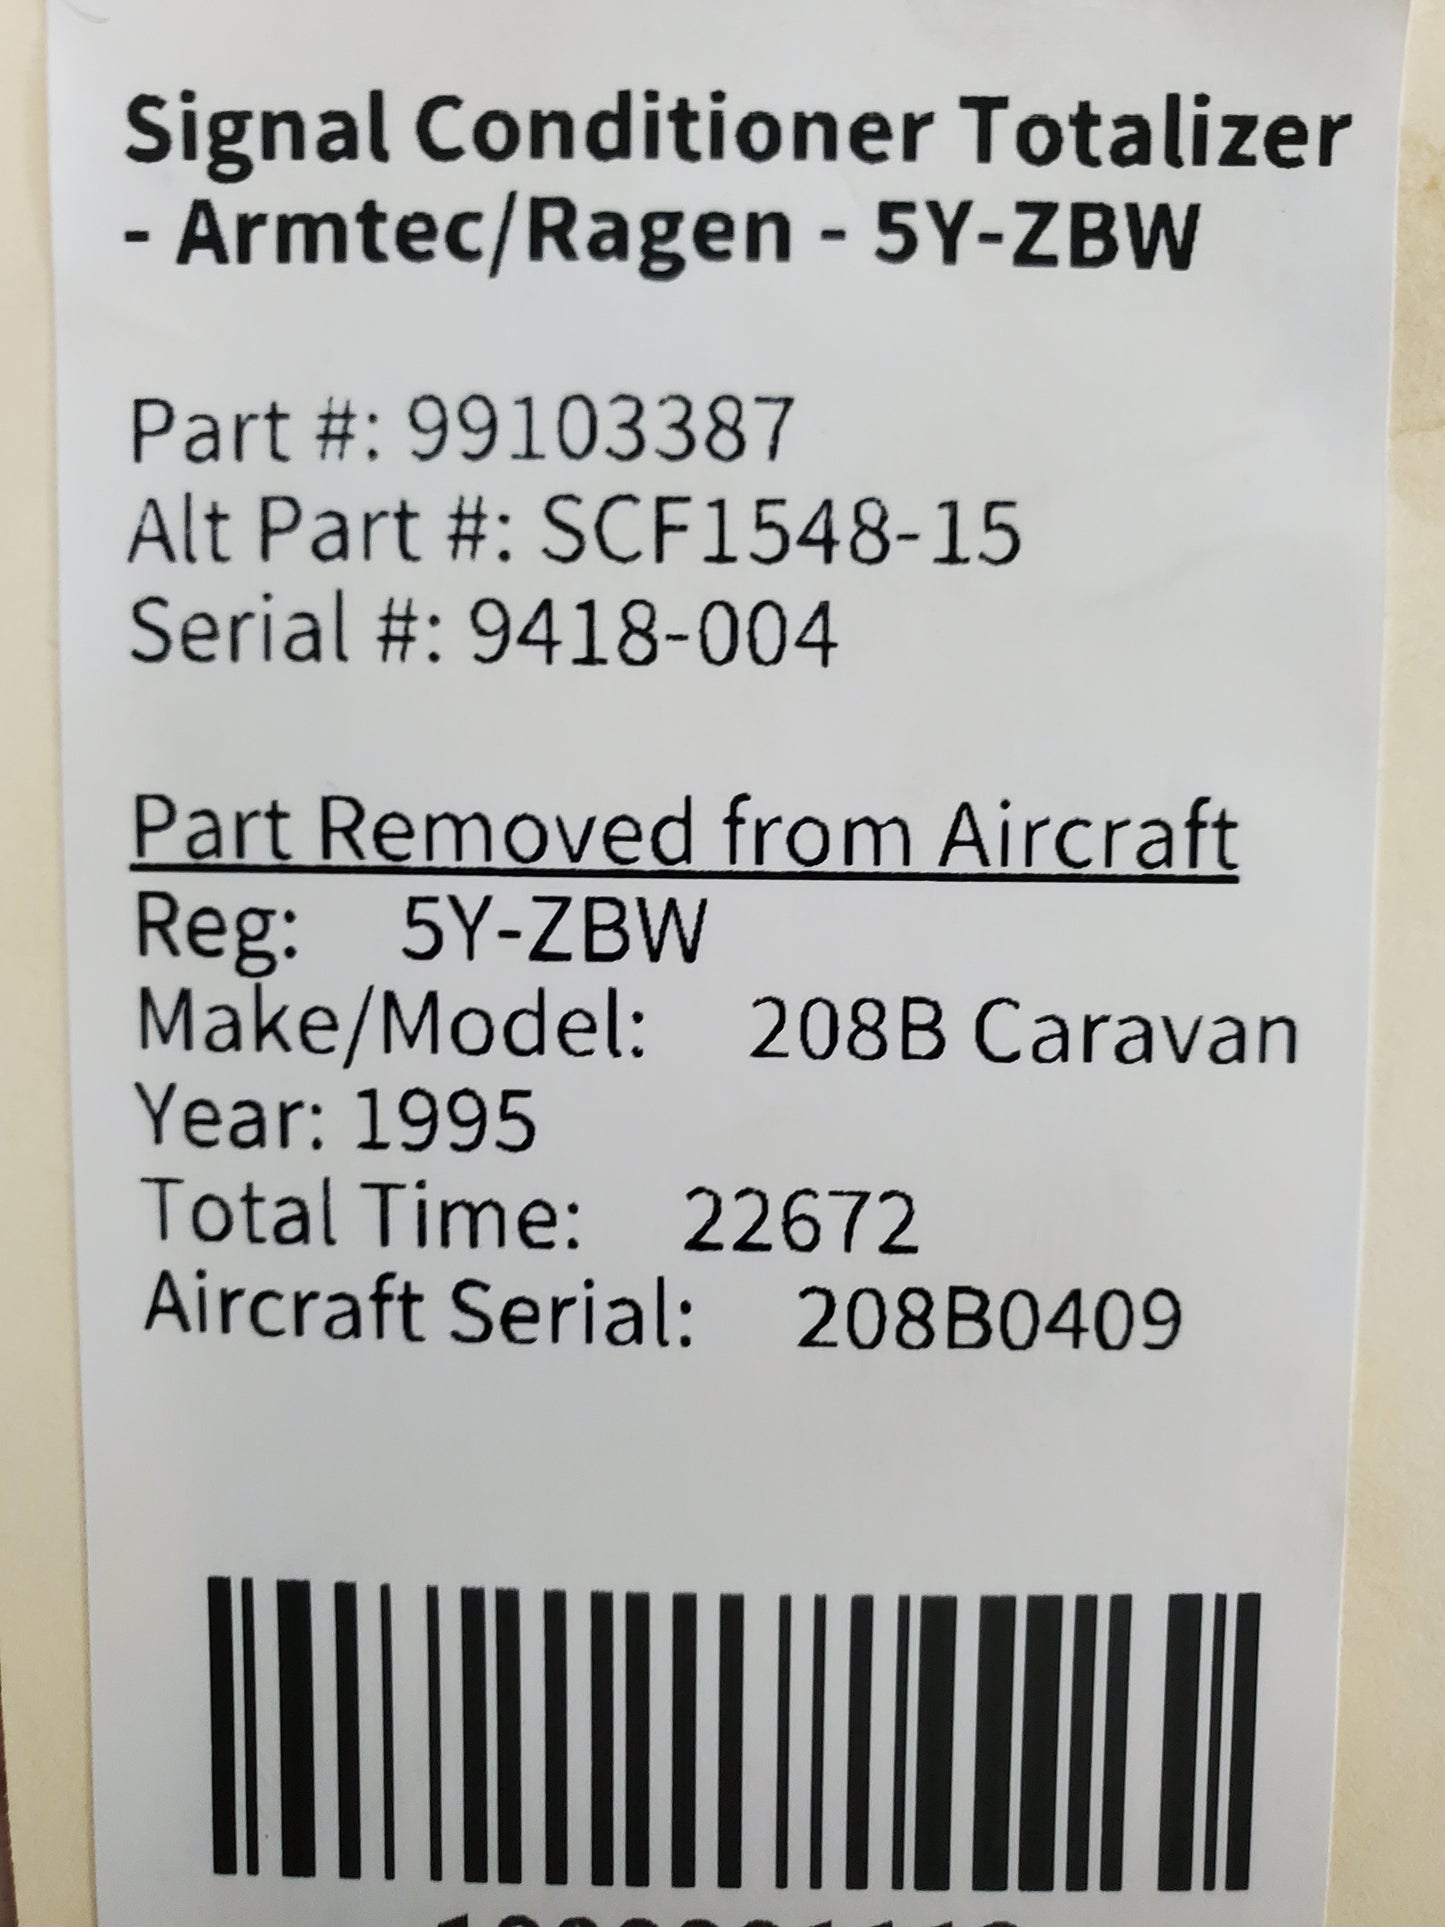 Signal Conditioner Totalizer
- Armtec/Ragen - 5Y-ZBW
Part #: 99103387
Alt Part #: SCF1548-15
Serial #: 9418-004
Part Removed from Aircraft
Reg: 5Y-ZBW
Make/Model: 208B Caravan
Year: 1995
Total Time: 22672
Aircraft Serial: 208B0409